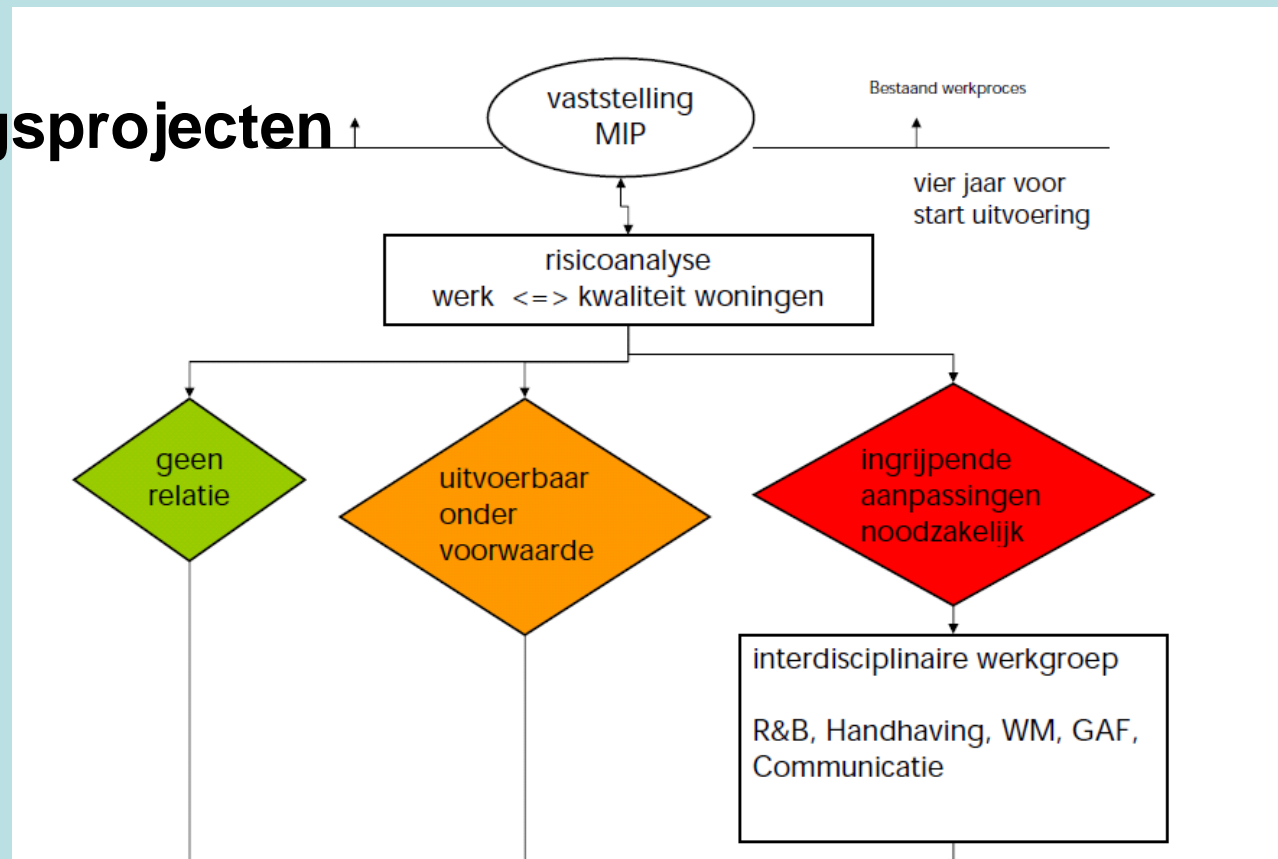 gsprojecten
vaststelling
MIP
Bestaand werkproces
vier jaar voor
start uitvoering
risicoanalyse
werk <=> kwaliteit woningen
geen
relatie
uitvoerbaar
onder
voorwaarde
ingrijpende
aanpassingen
noodzakelijk
interdisciplinaire werkgroep
R&B, Handhaving, WM, GAF,
Communicatie